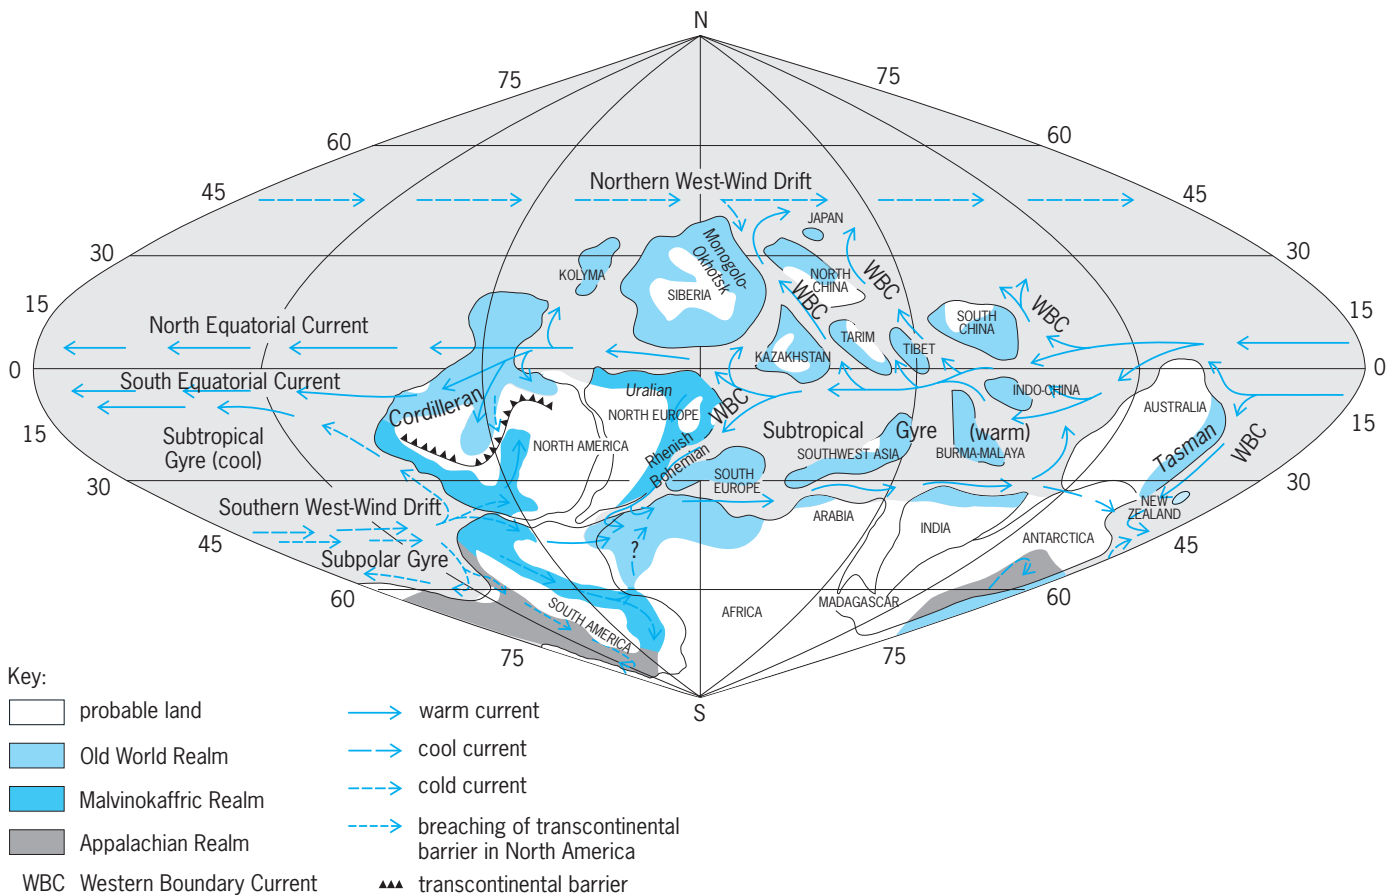 N
75
75
60
60
Northern West-Wind Drift
45
45
JAPAN
30
30
KOLYMA
Monogolo-
Okhotsk
NORTH
CHINA
WBC
SIBERIA
WBC
15
15
North Equatorial Current
SOUTH
CHINA
WBC
TARIM
TIBET
KAZAKHSTAN
0
0
South Equatorial Current
Uralian
INDO-CHINA
Cordilleran
NORTH EUROPE
WBC
AUSTRALIA
15
15
Subtropical
Gyre (cool)
NORTH AMERICA
Rhenish
Bohemian
Subtropical Gyre (warm)
SOUTHWEST ASIA
BURMA-MALAYA
Tasman
WBC
SOUTH
EUROPE
30
30
Southern West-Wind Drift
ARABIA
INDIA
NEW
ZEALAND
ANTARCTICA
45
45
Subpolar Gyre
?
60
60
SOUTH AMERICA
AFRICA
MADAGASCAR
75
75
S
Key:
probable land
Old World Realm
Malvinokaffric Realm
Appalachian Realm
WBC Western Boundary Current
warm current
cool current
cold current
breaching of transcontinental
barrier in North America
transcontinental barrier